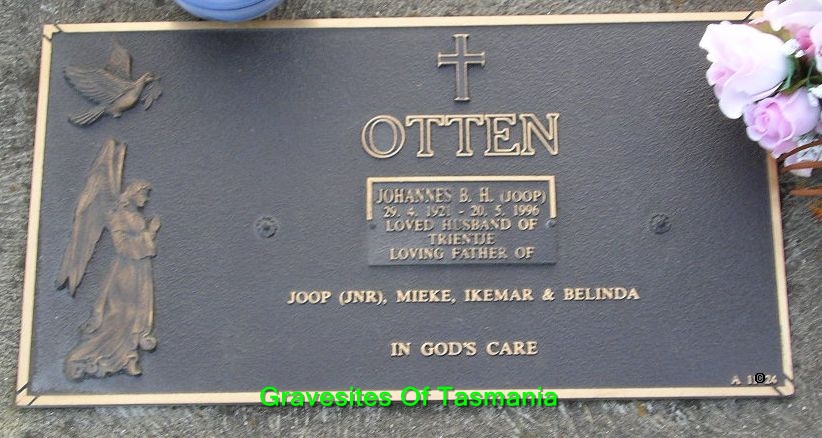 OTTEN
JOHANNES B. H. (JOOP)
29. 4. 1921 - 20. 5. 1996
LOVED HUSBAND OF
TRIENTJE
LOVING FATHER OF
JOOP (JNR), MIEKE, IKEMAR & BELINDA
IN GOD'S CARE
A
©
Gravesites Of Tasmania